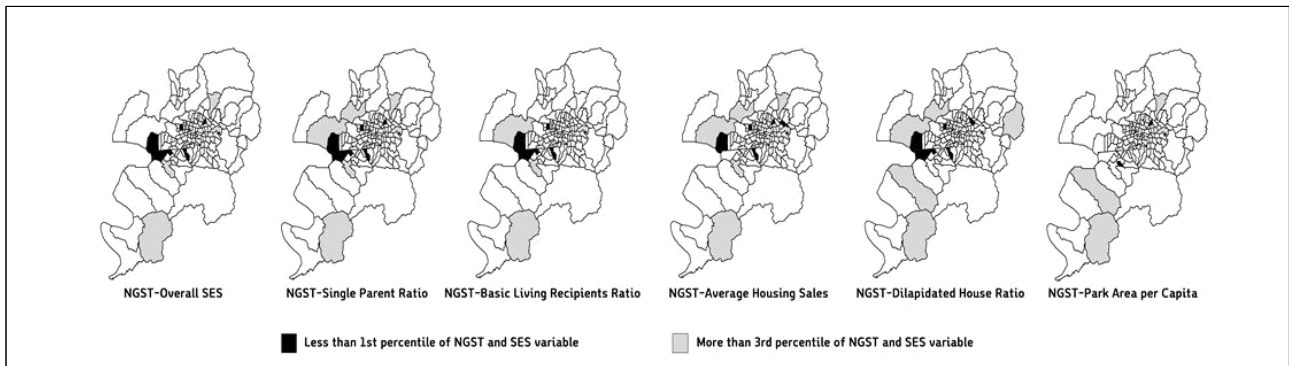 NGST-Overall SES
NGST-Single Parent Ratio
NGST-Basic Living Recipients Ratio
NGST-Average Housing Sales
NGST-Dilapidated House Ratio
NGST-Park Area per Capita
Less than 1st percentile of NGST and SES variable
More than 3rd percentile of NGST and SES variable